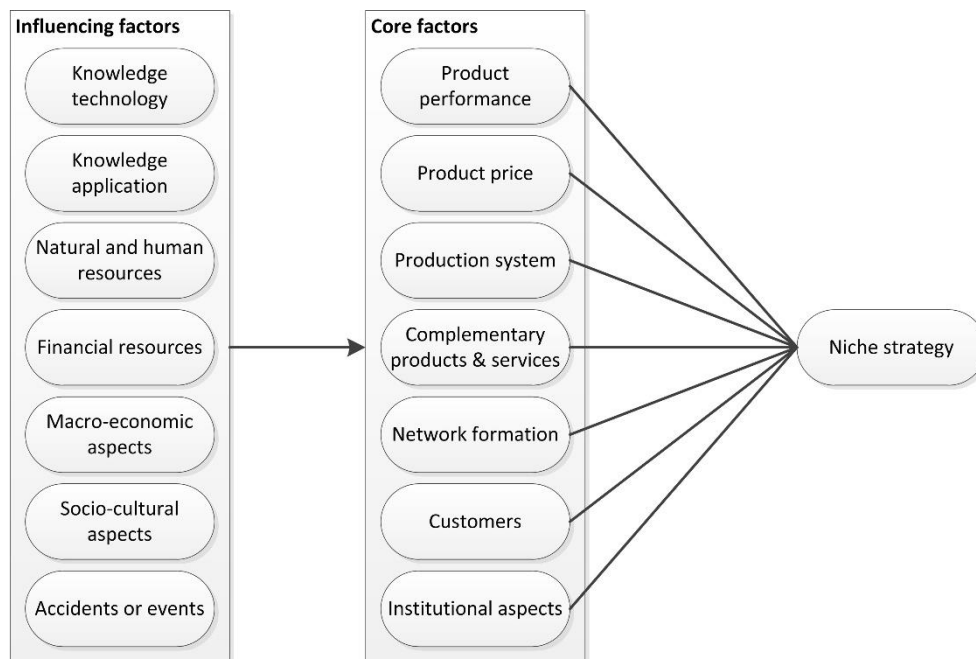 Influencing factors
Knowledge
technology
Knowledge
application
Natural and human
resources
Financial resources
Macro-economic
aspects
Socio-cultural
aspects
Accidents or events
Core factors
Product
performance
Product price
Production system
Complementary
products & services
Network formation
Customers
Institutional aspects
Niche strategy